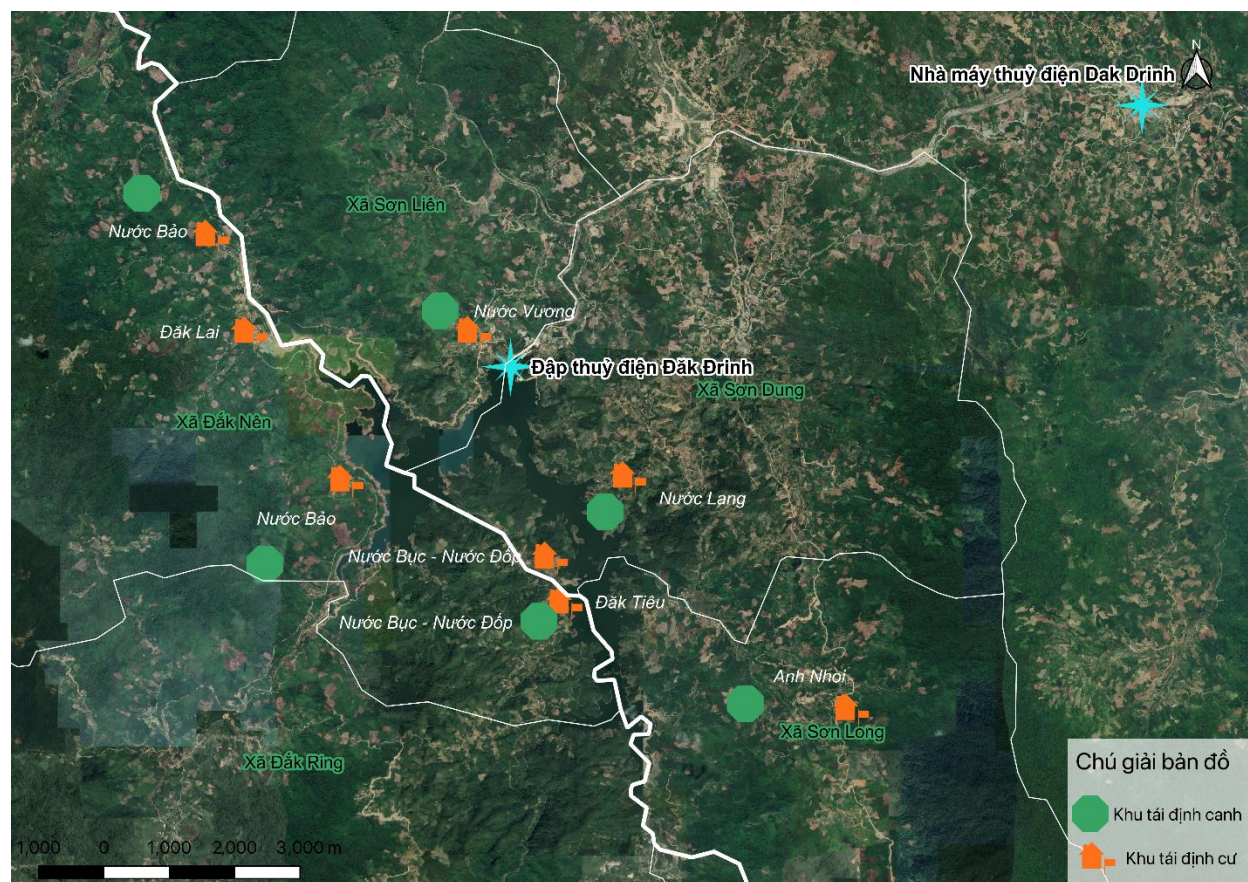 N
Nhà máy thuỷ điện Dak Drinh
Xã Sơn Liên
Nước Bảo
Nước Vương
Đăk Lai
Đập thuỷ điện Đăk Đrinh
Xã Sơn Dung
Xã Đắk Nên
Nước Lang
Nước Bảo
Nước Bục - Nước Đốp
Đăk Tiêu
Nước Bục - Nước Đốp
Anh Nhoi
Xã Sơn Long
Xã Đắk Ring
Chú giải bản đồ
Khu tái định canh
Khu tái định cư
1,000 0 1,000 2,000 3,000 m